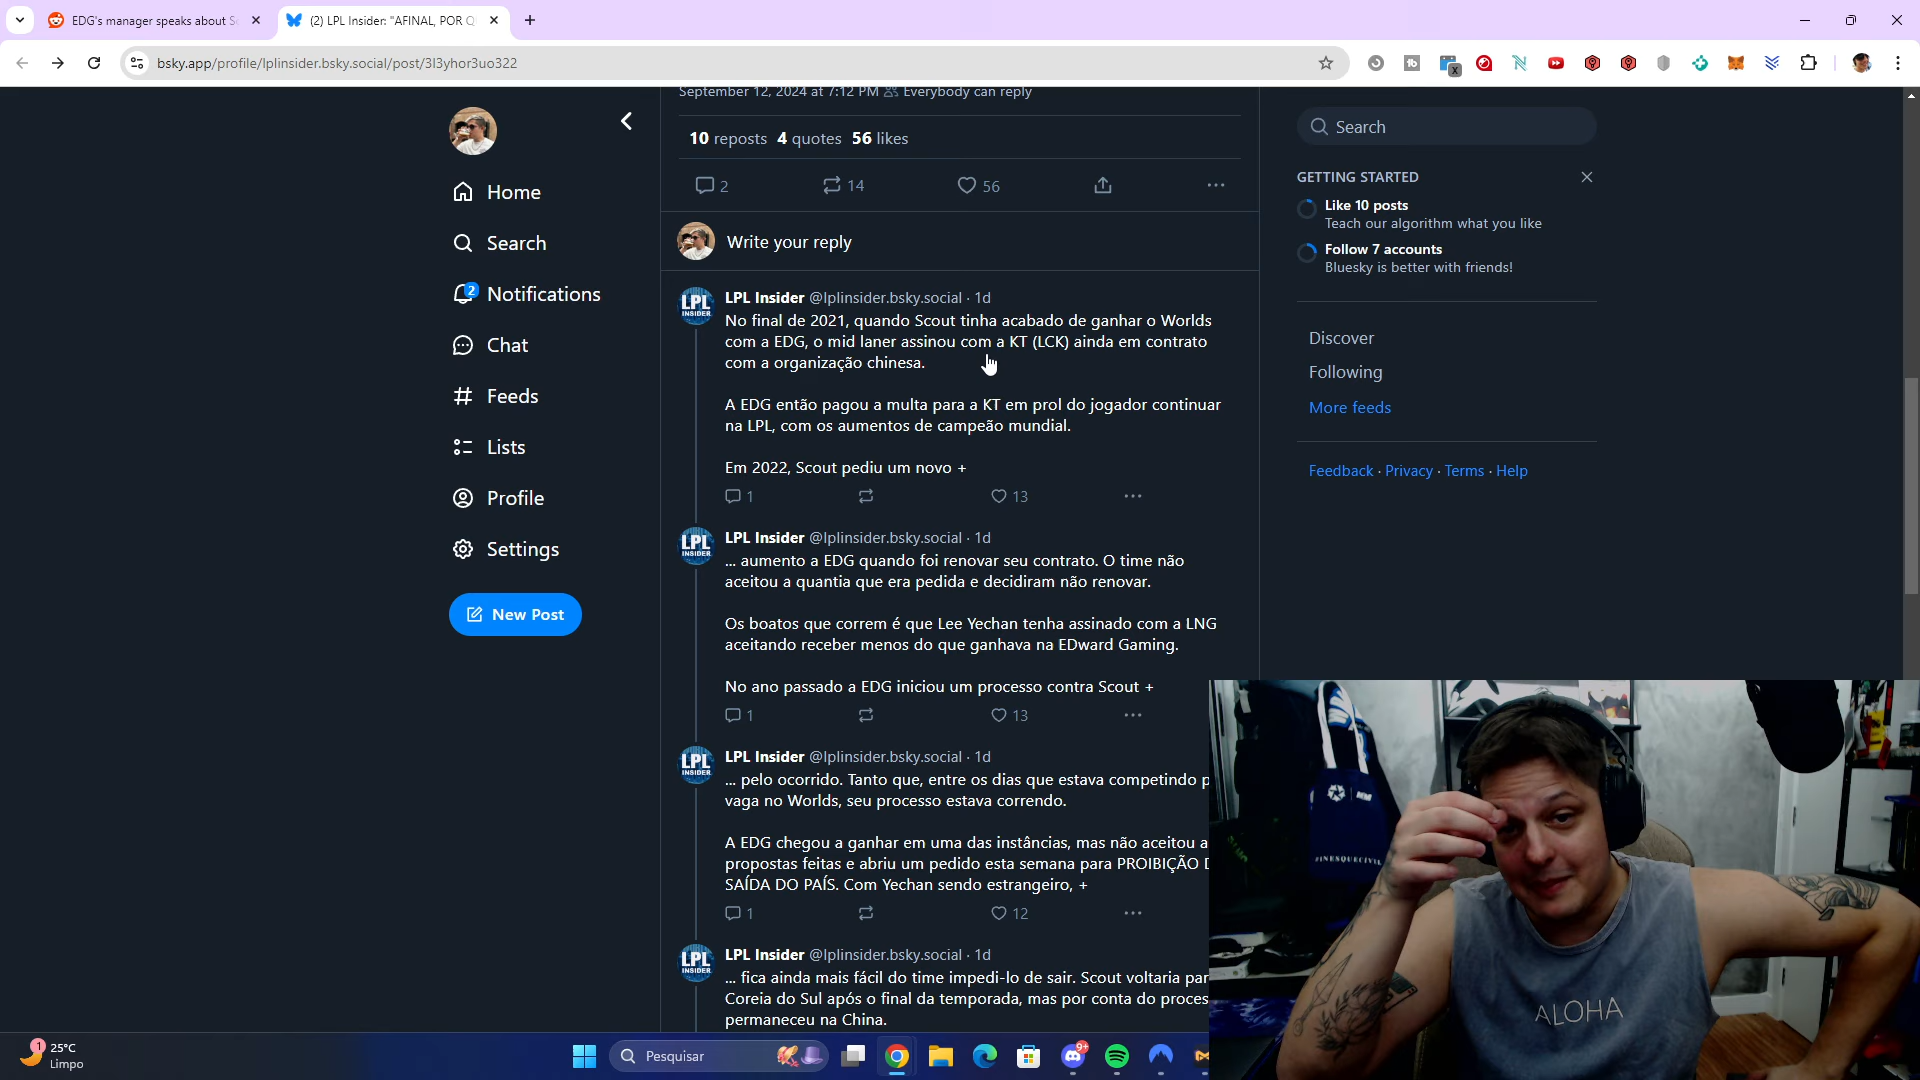 EDG's manager speaks about S
(2) LPL Insider: "AFINAL, POR Q
bsky.app/profile/lplinsider.bsky.social/post/3l3yhor3uo322
September 12, 2024 at 7:12 PM Everybody can reply
10 reposts 4 quotes 56 likes
2 14 56
Write your reply
Home
Search
2
Notifications
Chat
Feeds
Lists
Profile
Settings
New Post
LPL Insider @lplinsider.bsky.social · 1d
No final de 2021, quando Scout tinha acabado de ganhar o Worlds
com a EDG, o mid laner assinou com a KT (LCK) ainda em contrato
com a organização chinesa.
A EDG então pagou a multa para a KT em prol do jogador continuar
na LPL, com os aumentos de campeão mundial.
Em 2022, Scout pediu um novo +
1 13
LPL Insider @lplinsider.bsky.social · 1d
... aumento a EDG quando foi renovar seu contrato. O time não
aceitou a quantia que era pedida e decidiram não renovar.
Os boatos que correm é que Lee Yechan tenha assinado com a LNG
aceitando receber menos do que ganhava na EDward Gaming.
No ano passado a EDG iniciou um processo contra Scout +
1 13
LPL Insider @lplinsider.bsky.social · 1d
... pelo ocorrido. Tanto que, entre os dias que estava competindo p
vaga no Worlds, seu processo estava correndo.
A EDG chegou a ganhar em uma das instâncias, mas não aceitou a
propostas feitas e abriu um pedido esta semana para PROIBIÇÃO D
SAÍDA DO PAÍS. Com Yechan sendo estrangeiro, +
1 12
LPL Insider @lplinsider.bsky.social · 1d
... fica ainda mais fácil do time impedi-lo de sair. Scout voltaria par
Coreia do Sul após o final da temporada, mas por conta do proces
permaneceu na China.
LPL
INSIDER
LPL
INSIDER
LPL
INSIDER
LPL
INSIDER
Search
GETTING STARTED
Like 10 posts
Teach our algorithm what you like
Follow 7 accounts
Bluesky is better with friends!
Discover
Following
More feeds
Feedback · Privacy · Terms · Help
ALOHA
1
25°C
Limpo
Pesquisar
9+